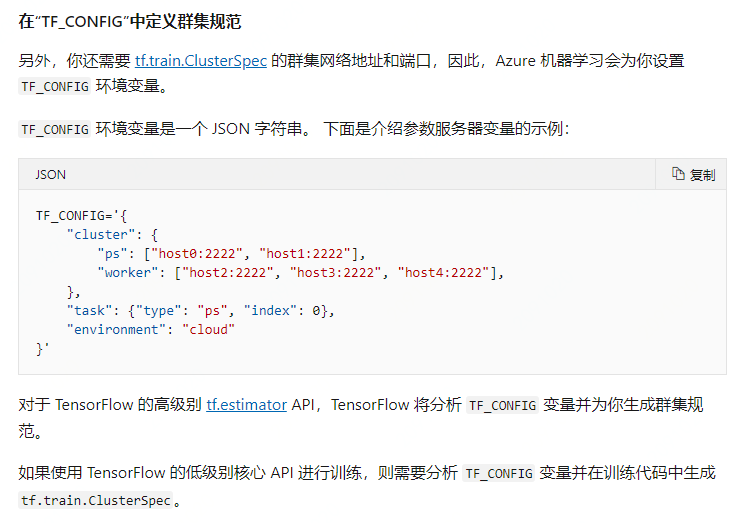 在“TF_CONFIG”中定义群集规范
另外，你还需要 tf.train.ClusterSpec 的群集网络地址和端口，因此，Azure 机器学习会为你设置
TF_CONFIG 环境变量。
TF_CONFIG 环境变量是一个 JSON 字符串。 下面是介绍参数服务器变量的示例：
JSON 复制
TF_CONFIG='{
    "cluster": {
        "ps": ["host0:2222", "host1:2222"],
        "worker": ["host2:2222", "host3:2222", "host4:2222"],
    },
    "task": {"type": "ps", "index": 0},
    "environment": "cloud"
}'
对于 TensorFlow 的高级别 tf.estimator API，TensorFlow 将分析 TF_CONFIG 变量并为你生成群集规
范。
如果使用 TensorFlow 的低级别核心 API 进行训练，则需要分析 TF_CONFIG 变量并在训练代码中生成
tf.train.ClusterSpec。